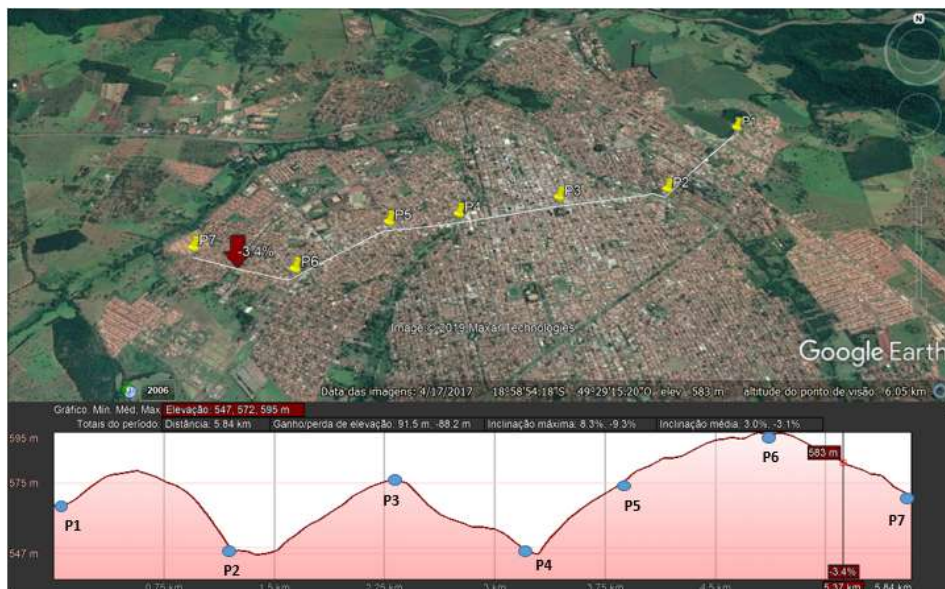 N
P1
P2
P3
P4
P5
P6
P7
-3.4%
Image © 2019 Maxar Technologies
Google Earth
2006
Data das imagens: 4/17/2017 18°58'54.18"S 49°29'15.20"O elev 583 m altitude do ponto de visão 6.05 km
Gráfico: Mín, Méd, Máx Elevação: 547, 572, 595 m
Totais do período: Distância: 5.84 km Ganho/perda de elevação: 91.5 m, -88.2 m Inclinação máxima: 8.3%, -9.3% Inclinação média: 3.0%, -3.1%
595 m
575 m
547 m
P1
P2
P3
P4
P5
P6
P7
583 m
-3.4%
0.75 km 1.5 km 2.25 km 3 km 3.75 km 4.5 km 5.37 km 5.84 km